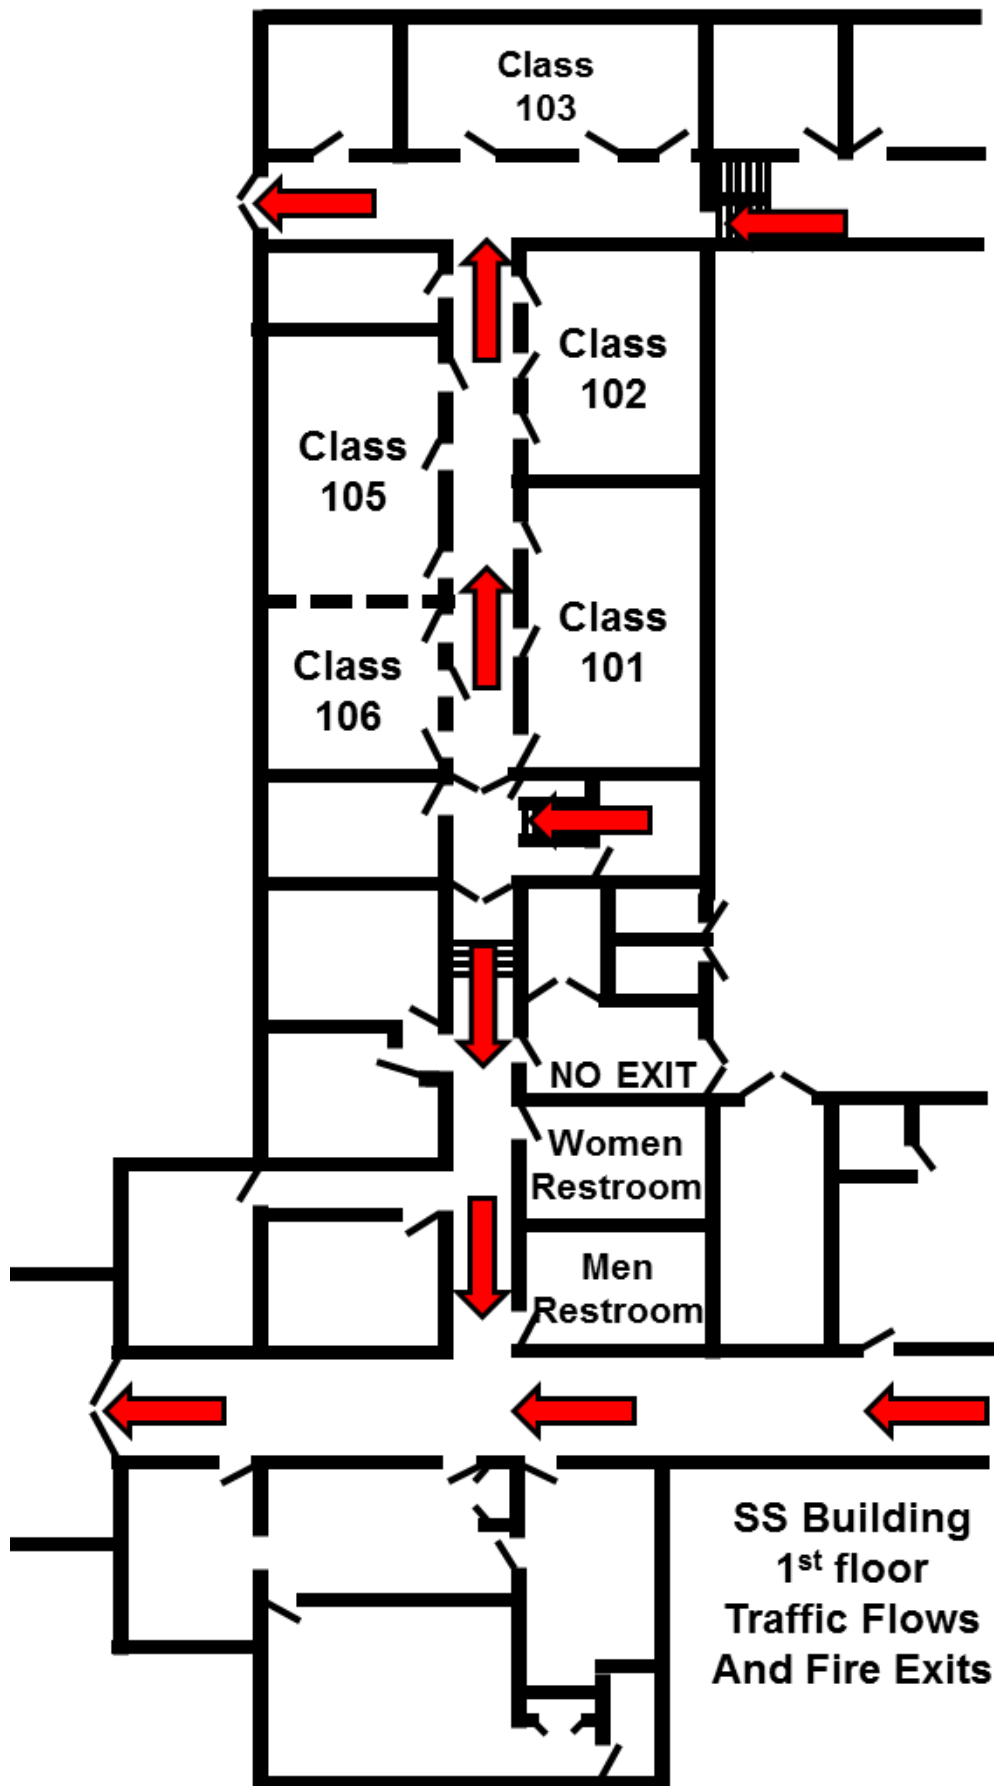 Class
103
Class
102
Class
105
Class
101
Class
106
NO EXIT
Women
Restroom
Men
Restroom
SS Building
1st floor
Traffic Flows
And Fire Exits